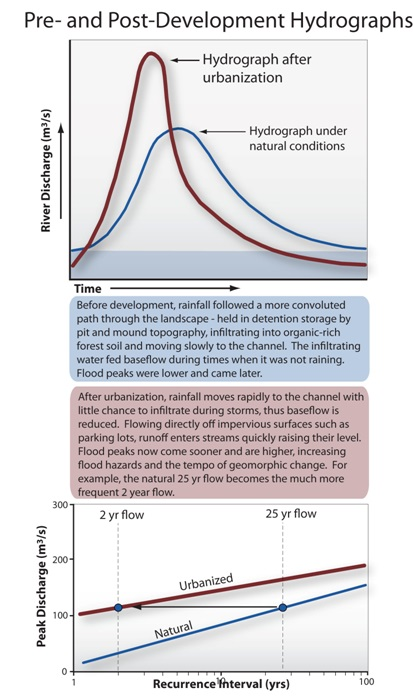 Pre- and Post-Development Hydrographs
Hydrograph after
urbanization
Hydrograph under
natural conditions
River Discharge (m³/s)
Time
Before development, rainfall followed a more convoluted
path through the landscape - held in detention storage by
pit and mound topography, infiltrating into organic-rich
forest soil and moving slowly to the channel. The infiltrating
water fed baseflow during times when it was not raining.
Flood peaks were lower and came later.
After urbanization, rainfall moves rapidly to the channel with
little chance to infiltrate during storms, thus baseflow is
reduced. Flowing directly off impervious surfaces such as
parking lots, runoff enters streams quickly raising their level.
Flood peaks now come sooner and are higher, increasing
flood hazards and the tempo of geomorphic change. For
example, the natural 25 yr flow becomes the much more
frequent 2 year flow.
300
2 yr flow
25 yr flow
200
Urbanized
100
Natural
0
Peak Discharge (m³/s)
1
10
100
Recurrence Interval (yrs)